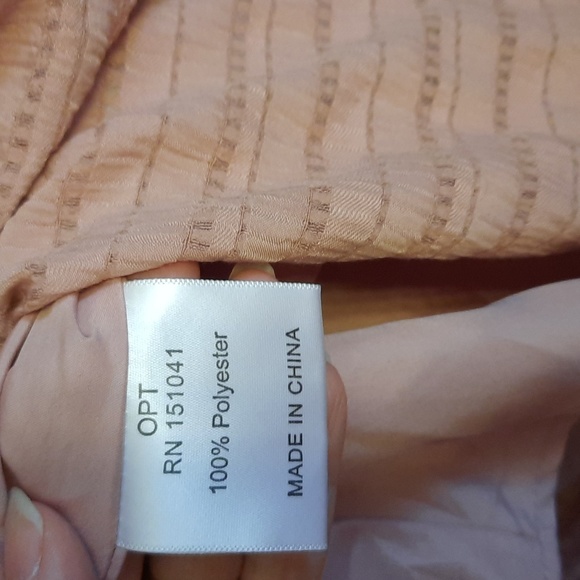 OPT
RN 151041
100% Polyester
MADE IN CHINA